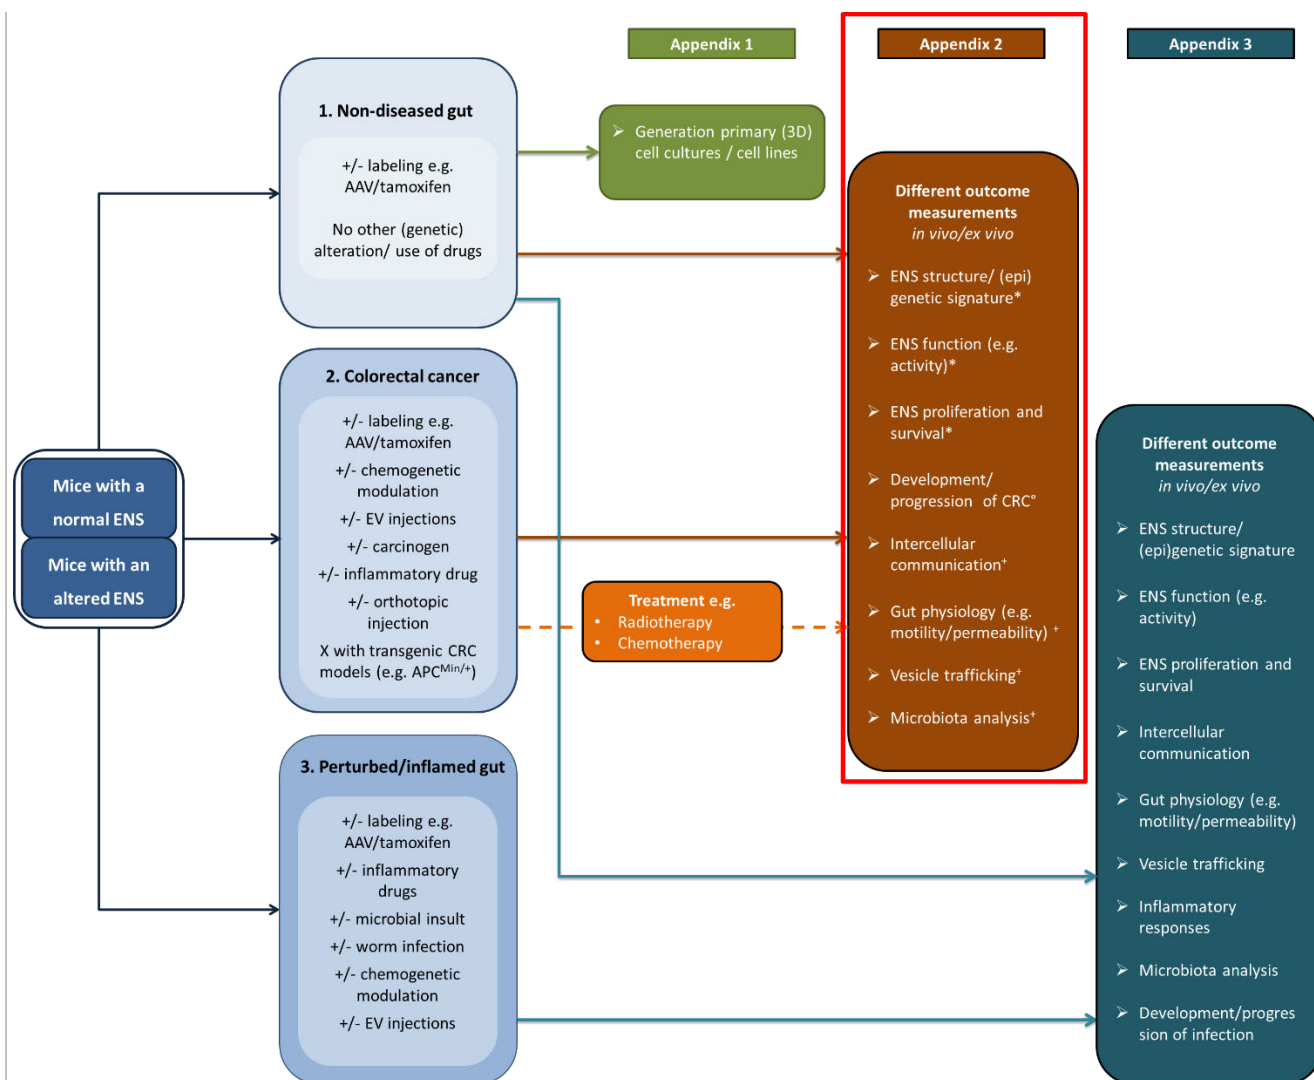 Appendix 1
Appendix 2
Appendix 3
Mice with a
normal ENS
Mice with an
altered ENS
1. Non-diseased gut
+/- labeling e.g.
AAV/tamoxifen
No other (genetic)
alteration/ use of drugs
2. Colorectal cancer
+/- labeling e.g.
AAV/tamoxifen
+/- chemogenetic
modulation
+/- EV injections
+/- carcinogen
+/- inflammatory drug
+/- orthotopic
injection
X with transgenic CRC
models (e.g. APC^Min/+)
3. Perturbed/inflamed gut
+/- labeling e.g.
AAV/tamoxifen
+/- inflammatory
drugs
+/- microbial insult
+/- worm infection
+/- chemogenetic
modulation
+/- EV injections
➢ Generation primary (3D)
cell cultures / cell lines
Treatment e.g.
• Radiotherapy
• Chemotherapy
Different outcome
measurements
in vivo/ex vivo
➢ ENS structure/ (epi)
genetic signature*
➢ ENS function (e.g.
activity)*
➢ ENS proliferation and
survival*
➢ Development/
progression of CRC°
➢ Intercellular
communication⁺
➢ Gut physiology (e.g.
motility/permeability) ⁺
➢ Vesicle trafficking⁺
➢ Microbiota analysis⁺
Different outcome
measurements
in vivo/ex vivo
➢ ENS structure/
(epi)genetic signature
➢ ENS function (e.g.
activity)
➢ ENS proliferation and
survival
➢ Intercellular
communication
➢ Gut physiology (e.g.
motility/permeability)
➢ Vesicle trafficking
➢ Inflammatory
responses
➢ Microbiota analysis
➢ Development/progres
sion of infection